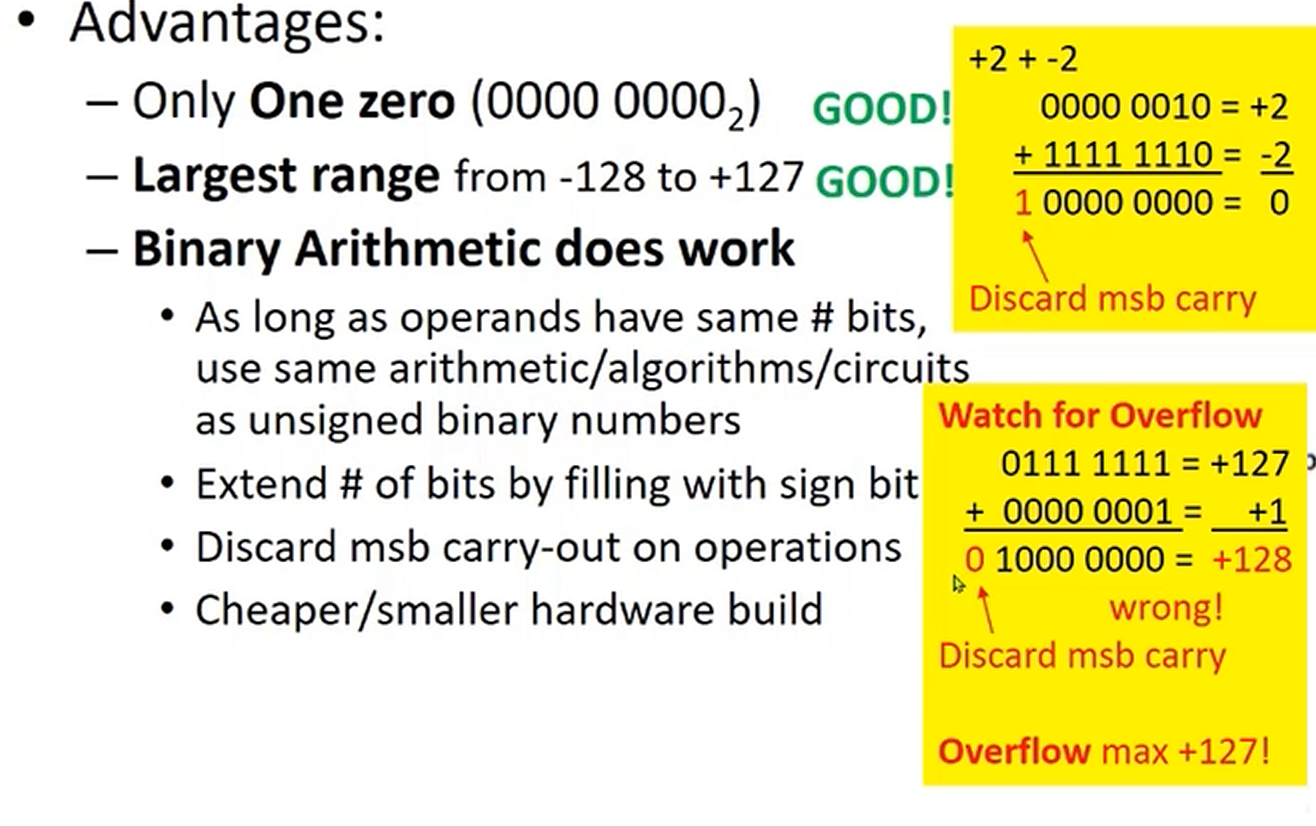 • Advantages:
– Only One zero (0000 0000₂) GOOD!
– Largest range from -128 to +127 GOOD!
– Binary Arithmetic does work
• As long as operands have same # bits,
use same arithmetic/algorithms/circuits
as unsigned binary numbers
• Extend # of bits by filling with sign bit
• Discard msb carry-out on operations
• Cheaper/smaller hardware build
+2 + -2
0000 0010 = +2
+ 1111 1110 = -2
1 0000 0000 = 0
Discard msb carry
Watch for Overflow
0111 1111 = +127
+ 0000 0001 = +1
0 1000 0000 = +128
wrong!
Discard msb carry
Overflow max +127!